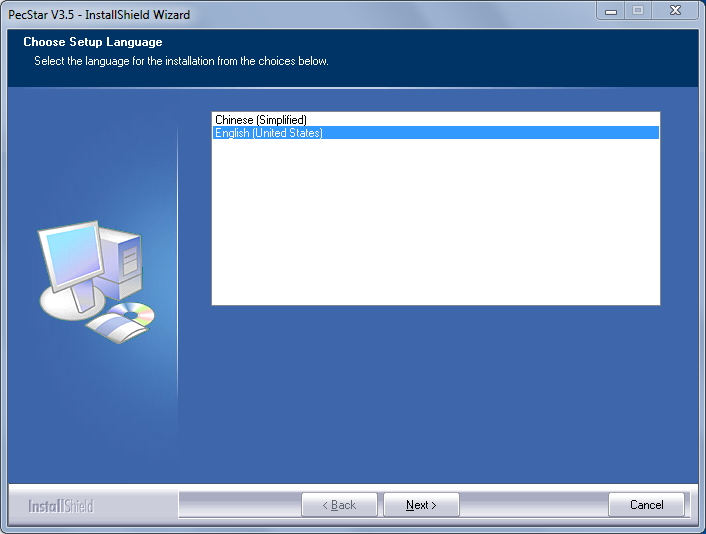 PecStar V3.5 - InstallShield Wizard
Choose Setup Language
Select the language for the installation from the choices below.
Chinese (Simplified)
English (United States)
InstallShield
< Back
Next >
Cancel